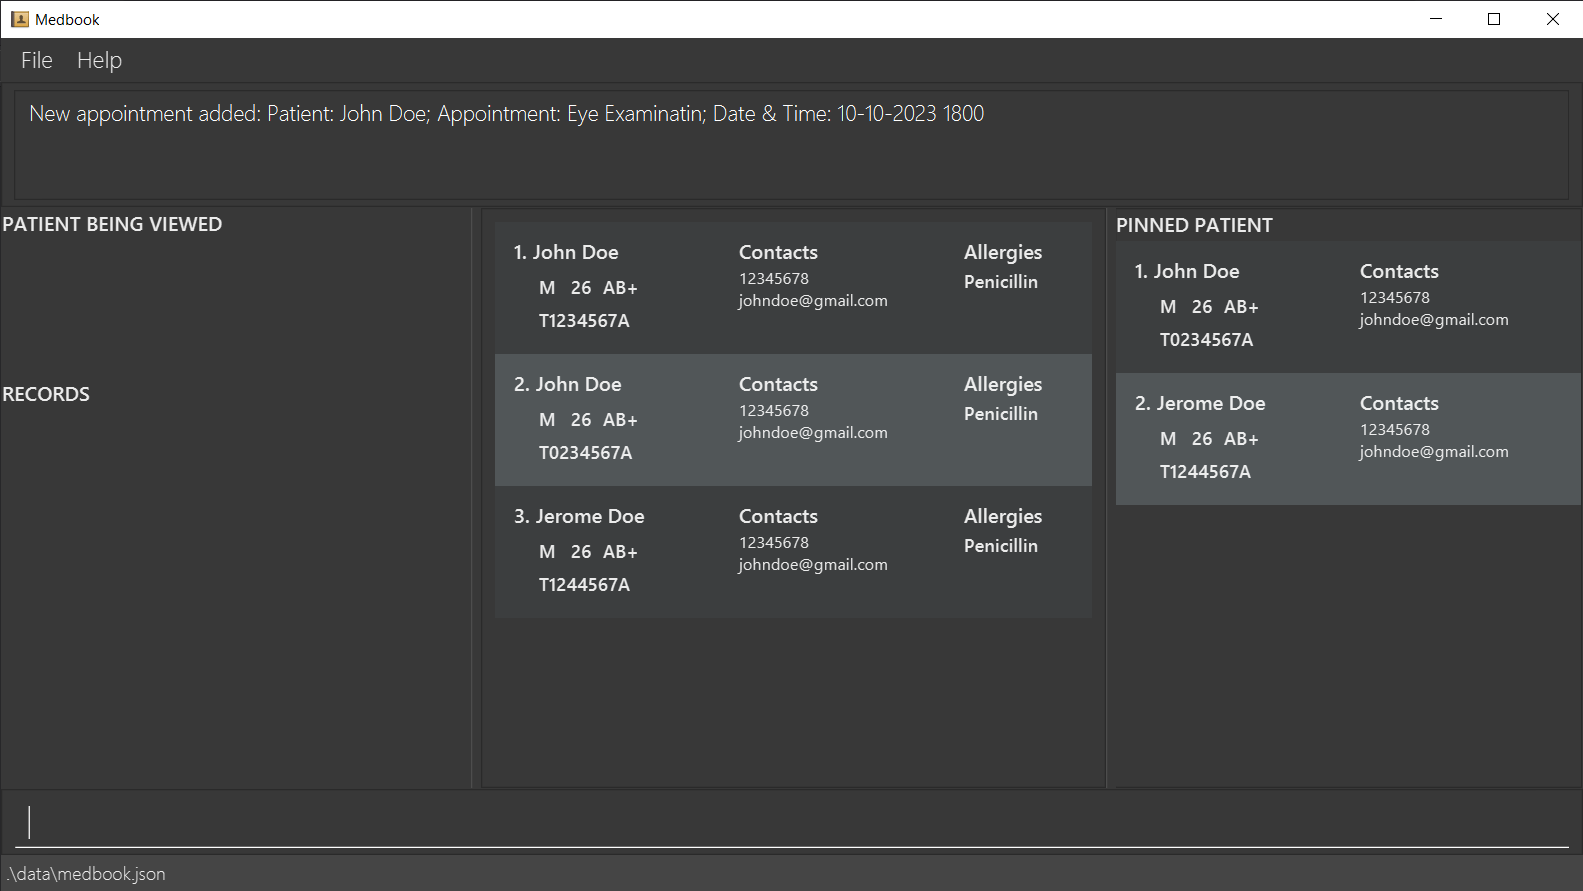 Medbook
File Help
New appointment added: Patient: John Doe; Appointment: Eye Examinatin; Date & Time: 10-10-2023 1800
PATIENT BEING VIEWED
RECORDS
1. John Doe Contacts Allergies
12345678 Penicillin
M 26 AB+ johndoe@gmail.com
T1234567A
2. John Doe Contacts Allergies
12345678 Penicillin
M 26 AB+ johndoe@gmail.com
T0234567A
3. Jerome Doe Contacts Allergies
12345678 Penicillin
M 26 AB+ johndoe@gmail.com
T1244567A
PINNED PATIENT
1. John Doe Contacts
12345678
M 26 AB+ johndoe@gmail.com
T0234567A
2. Jerome Doe Contacts
12345678
M 26 AB+ johndoe@gmail.com
T1244567A
.\data\medbook.json